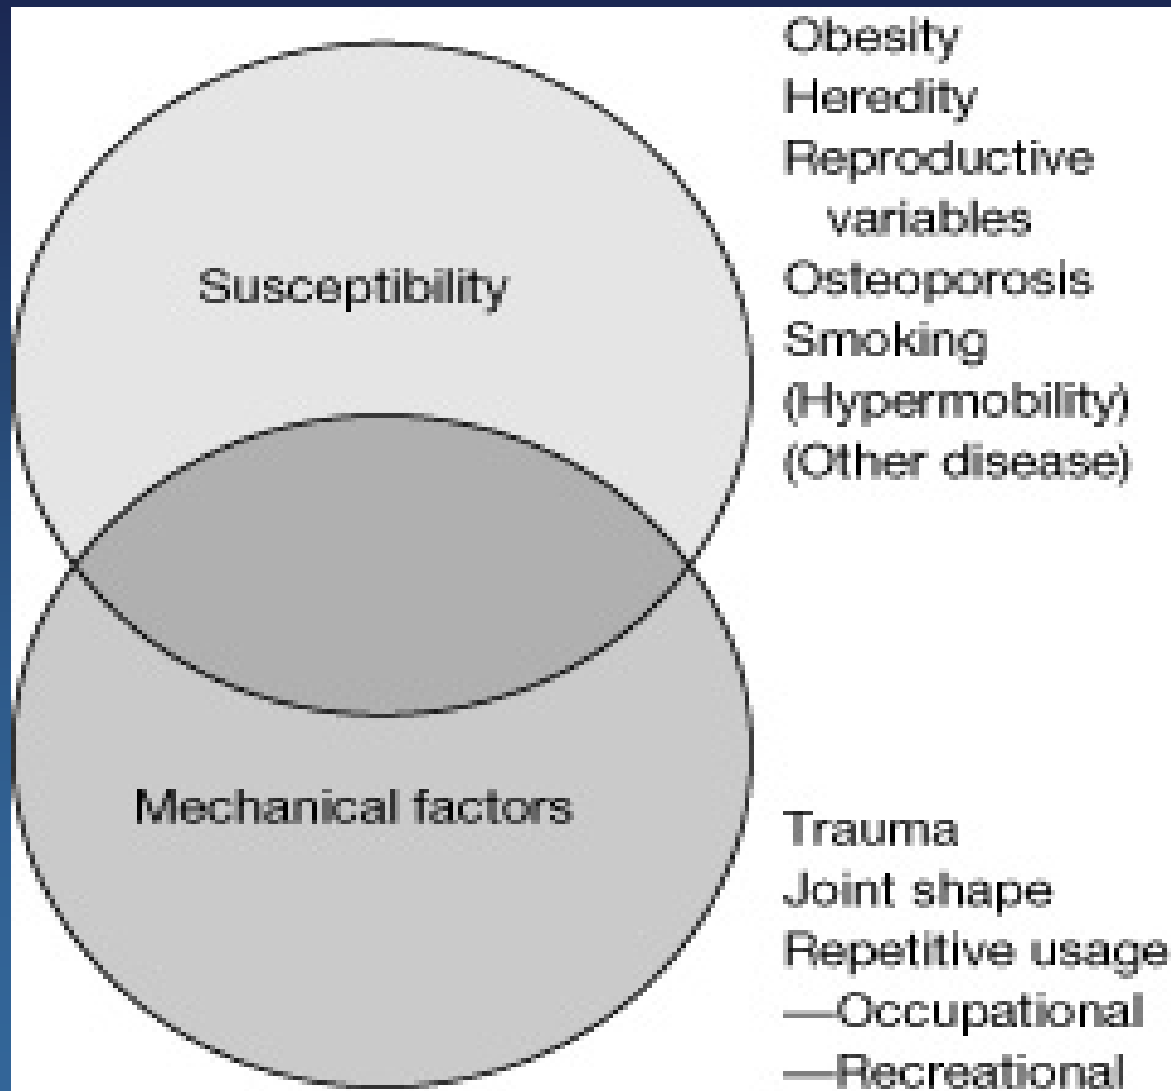 Obesity
Heredity
Reproductive
variables
Osteoporosis
Smoking
(Hypermobility)
(Other disease)
Susceptibility
Mechanical factors
Trauma
Joint shape
Repetitive usage
—Occupational
—Recreational